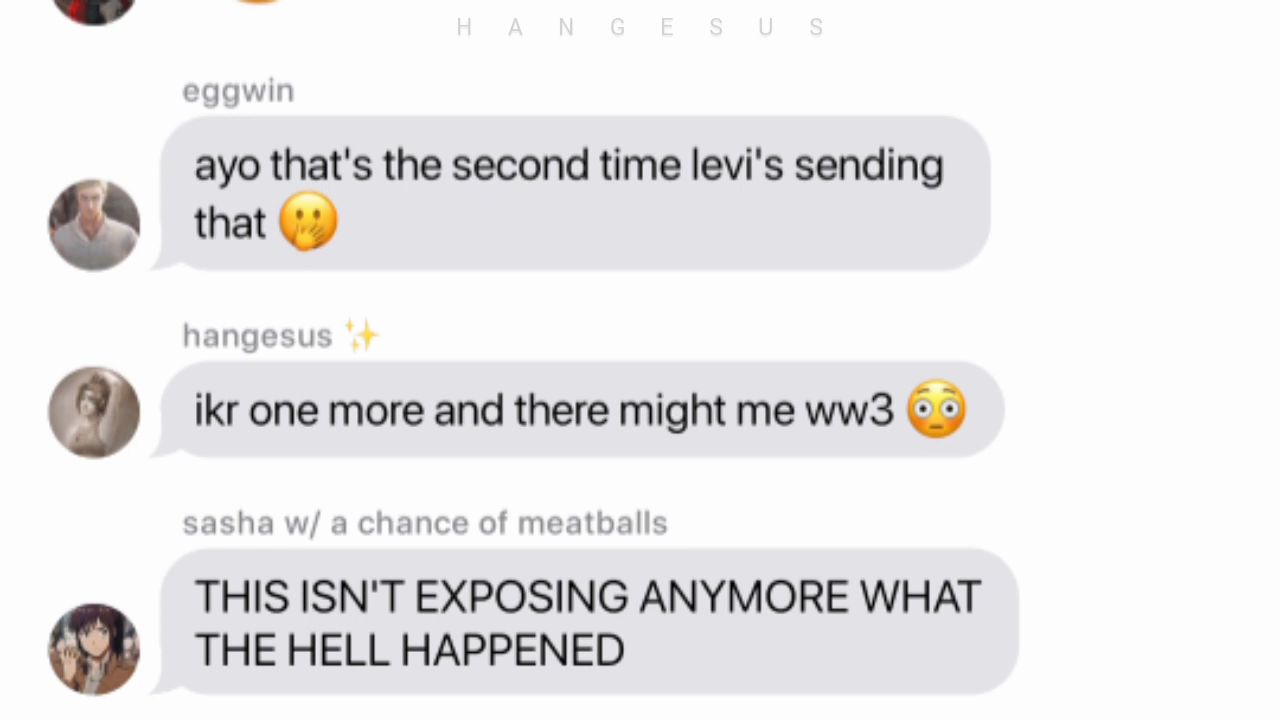 H A N G E S U S
eggwin
ayo that's the second time levi's sending
that 🤭
hangesus ✨
ikr one more and there might me ww3 😳
sasha w/ a chance of meatballs
THIS ISN'T EXPOSING ANYMORE WHAT
THE HELL HAPPENED